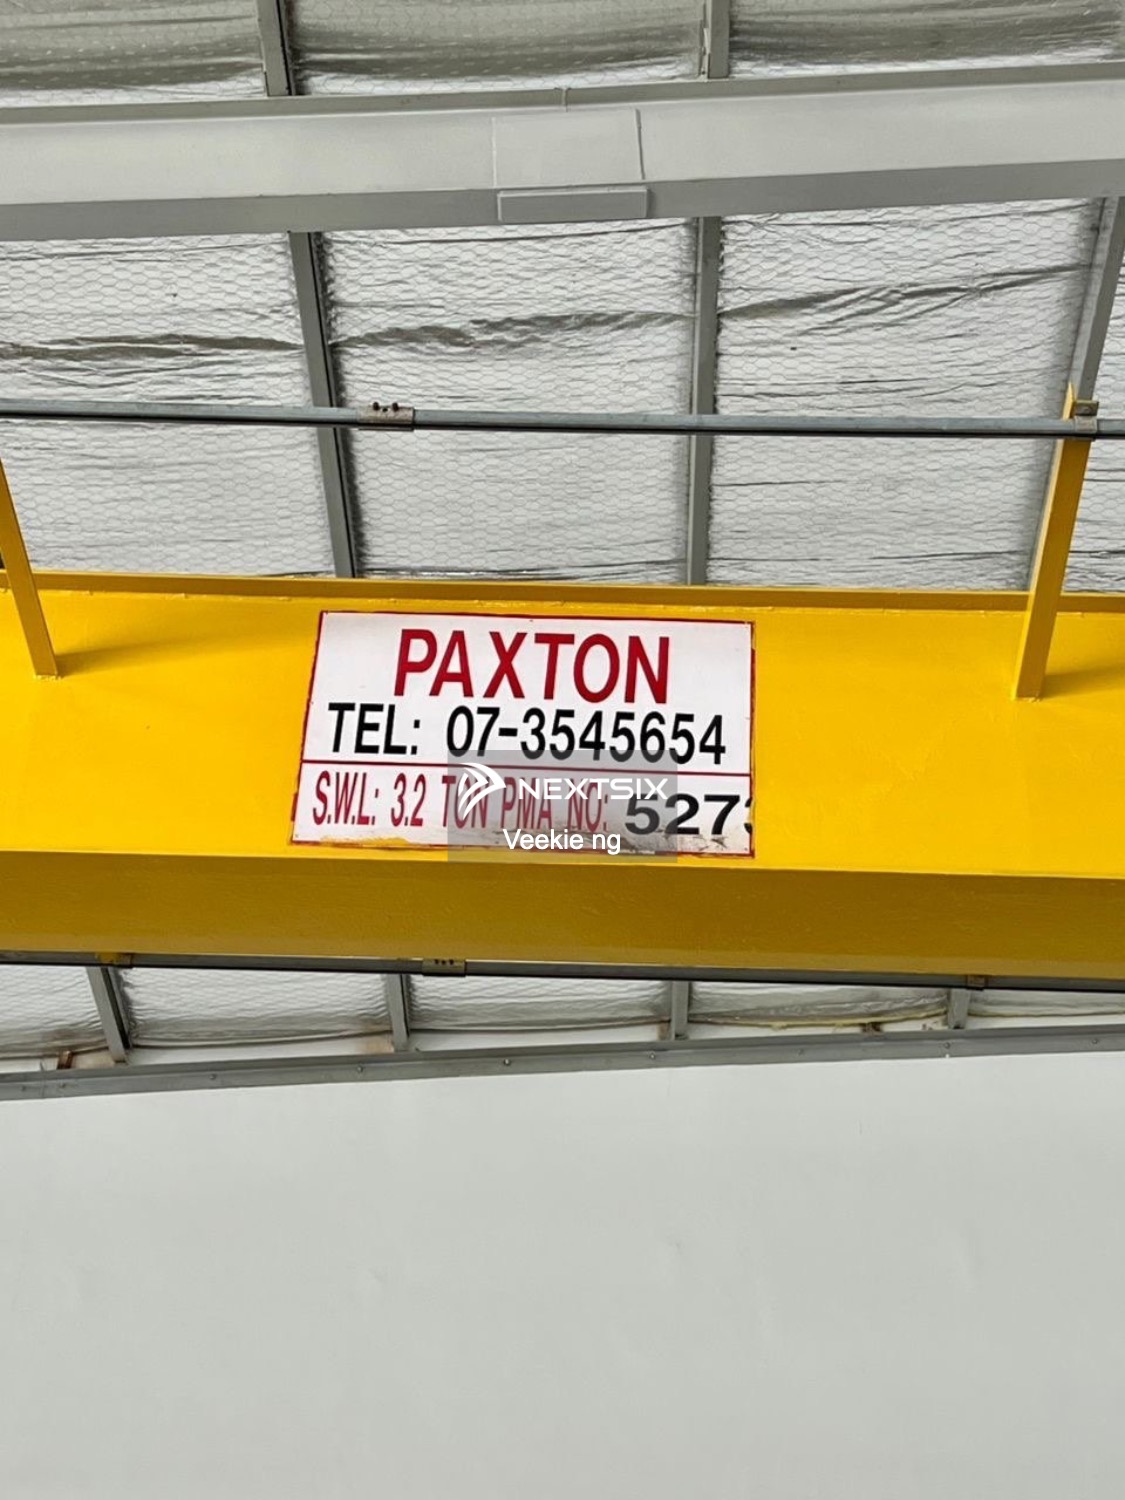 PAXTON
TEL: 07-3545654
S.W.L: 3.2 TON PMA NO: 5273
NEXTSIX
Veekie ng